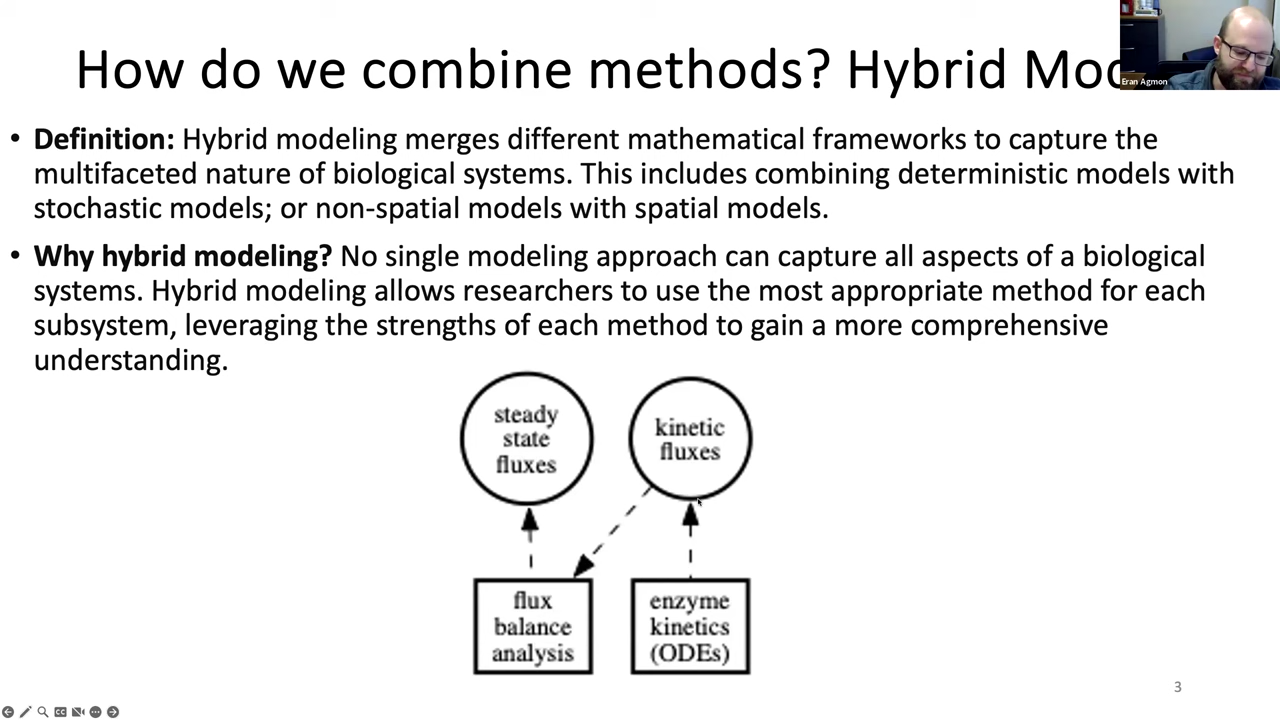 How do we combine methods? Hybrid Mod
Eran Agmon
• Definition: Hybrid modeling merges different mathematical frameworks to capture the
multifaceted nature of biological systems. This includes combining deterministic models with
stochastic models; or non-spatial models with spatial models.
• Why hybrid modeling? No single modeling approach can capture all aspects of a biological
systems. Hybrid modeling allows researchers to use the most appropriate method for each
subsystem, leveraging the strengths of each method to gain a more comprehensive
understanding.
steady
state
fluxes
kinetic
fluxes
flux
balance
analysis
enzyme
kinetics
(ODEs)
3